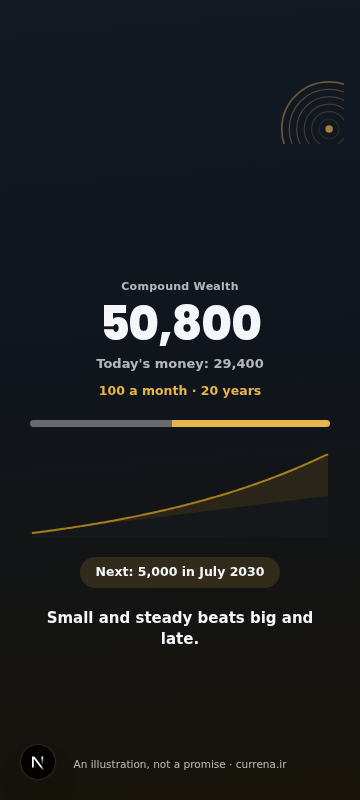 Compound Wealth
50,800
Today's money: 29,400
100 a month · 20 years
Next: 5,000 in July 2030
Small and steady beats big and
late.
N
An illustration, not a promise · currena.ir